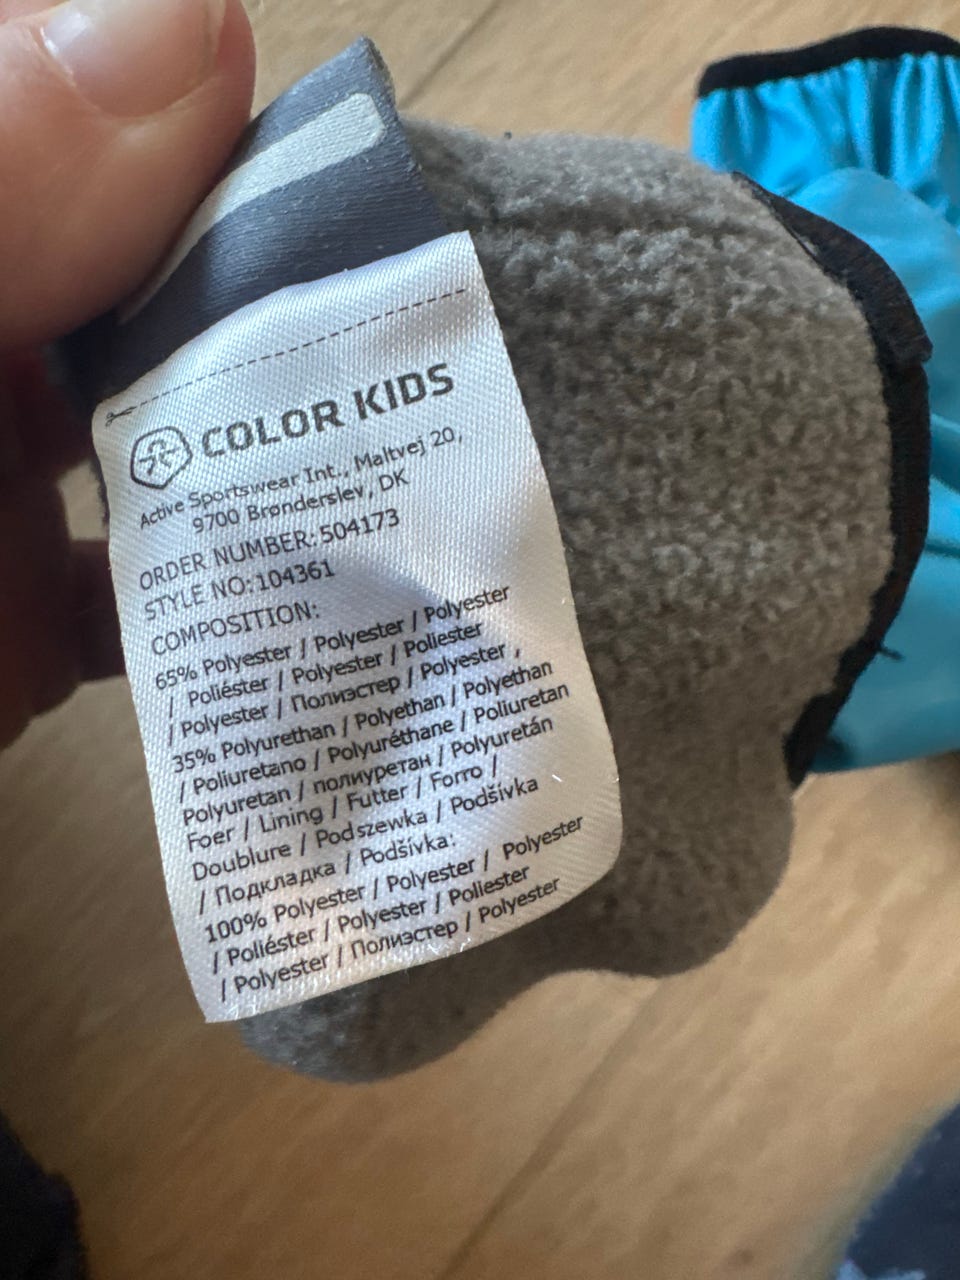 COLOR KIDS
Active Sportswear Int., Maltvej 20,
9700 Brønderslev, DK
ORDER NUMBER: 504173
STYLE NO: 104361
COMPOSITION:
65% Polyester / Polyester / Polyester
/ Poliéster / Polyester / Poliester
/ Polyester / Полиэстер / Polyester ,
35% Polyurethan / Polyethan / Polyethan
/ Poliuretano / Polyuréthane / Poliuretan
Polyuretan / полиуретан / Polyuretán
Foer / Lining / Futter / Forro /
Doublure / Podszewka / Podšívka
/ Подкладка / Podšívka:
100% Polyester / Polyester / Polyester
/ Poliéster / Polyester / Poliester
/ Polyester / Полиэстер / Polyester